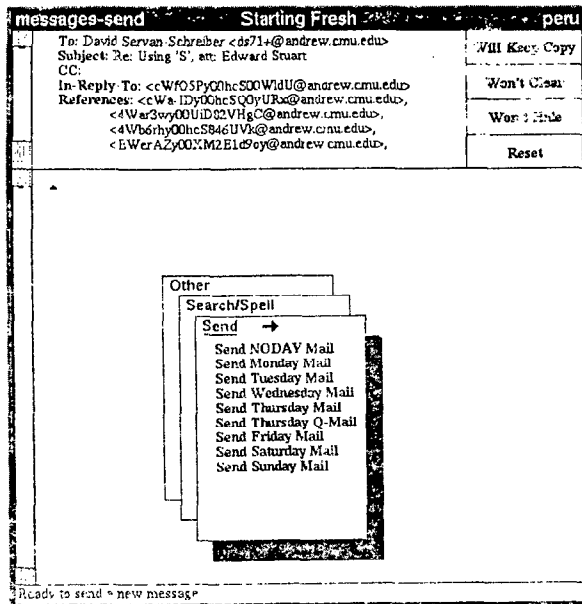 messages-send Starting Fresh peru
To: David Servan-Schreiber <ds71+@andrew.cmu.edu>
Subject: Re: Using 'S', att: Edward Stuart
CC:
In-Reply-To: <cWfO5Py00hcS00WldU@andrew.cmu.edu>
References: <cWa-IDy00hcSQ0yURx@andrew.cmu.edu>,
<4War3wy00UiD82VHgC@andrew.cmu.edu>,
<4Wb6rhy00hcS846UVk@andrew.cmu.edu>,
<EWerAZy00XM2E1d9oy@andrew.cmu.edu>,
Will Keep Copy
Won't Clear
Won't Hide
Reset
Other
Search/Spell
Send →
Send NODAY Mail
Send Monday Mail
Send Tuesday Mail
Send Wednesday Mail
Send Thursday Mail
Send Thursday Q-Mail
Send Friday Mail
Send Saturday Mail
Send Sunday Mail
Ready to send a new message